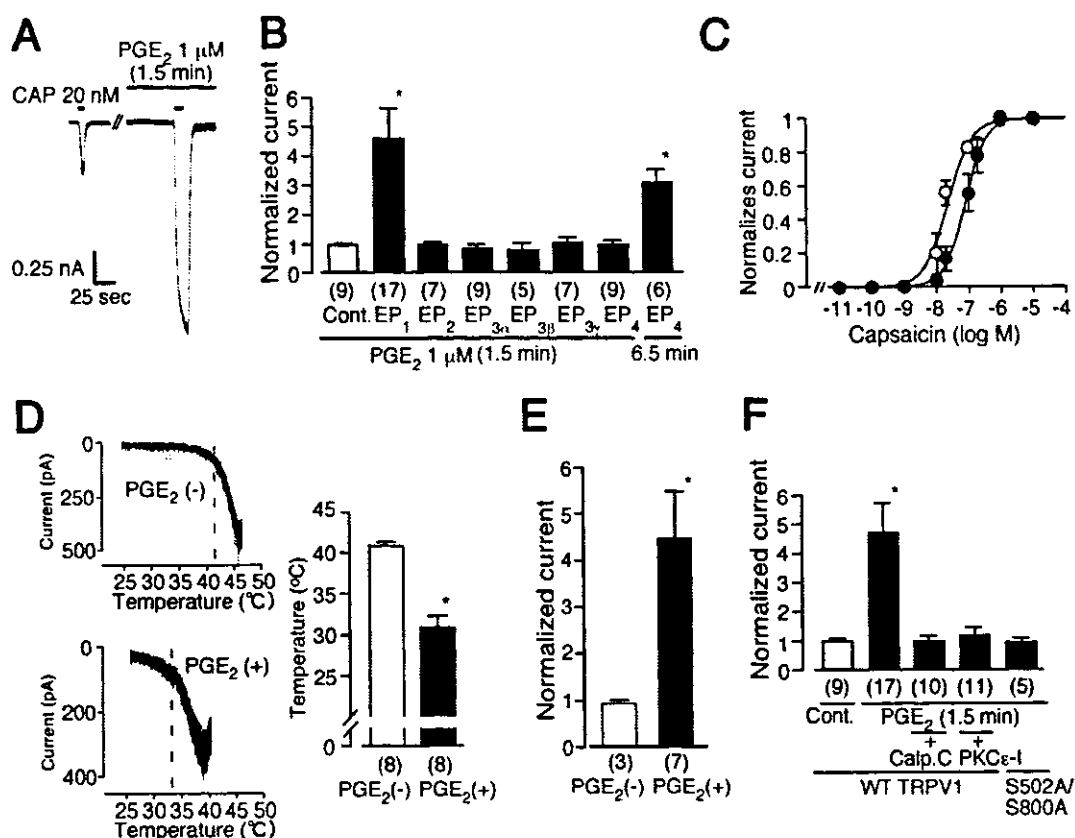 A
PGE2 1 μM
(1.5 min)
CAP 20 nM
0.25 nA
25 sec
B
Normalized current
6
5
4
3
2
1
0
* *
(9) (17) (7) (9) (5) (7) (9) (6)
Cont. EP1 EP2 EP3α EP3β EP3γ EP4 EP4
PGE2 1 μM (1.5 min) 6.5 min
C
Normalizes current
1
0.8
0.6
0.4
0.2
0
-11 -10 -9 -8 -7 -6 -5 -4
Capsaicin (log M)
D
Current (pA)
0
250
500
PGE2 (-)
25 30 35 40 45 50
Temperature (℃)
Current (pA)
0
200
400
PGE2 (+)
25 30 35 40 45 50
Temperature (℃)
Temperature (ºC)
50
40
30
0
*
(8) (8)
PGE2(-) PGE2(+)
E
Normalized current
6
5
4
3
2
1
0
*
(3) (7)
PGE2(-) PGE2(+)
F
Normalized current
6
5
4
3
2
1
0
*
(9) (17) (10) (11) (5)
Cont. PGE2 (1.5 min)
+ +
Calp.C PKCε-I
WT TRPV1
S502A/
S800A